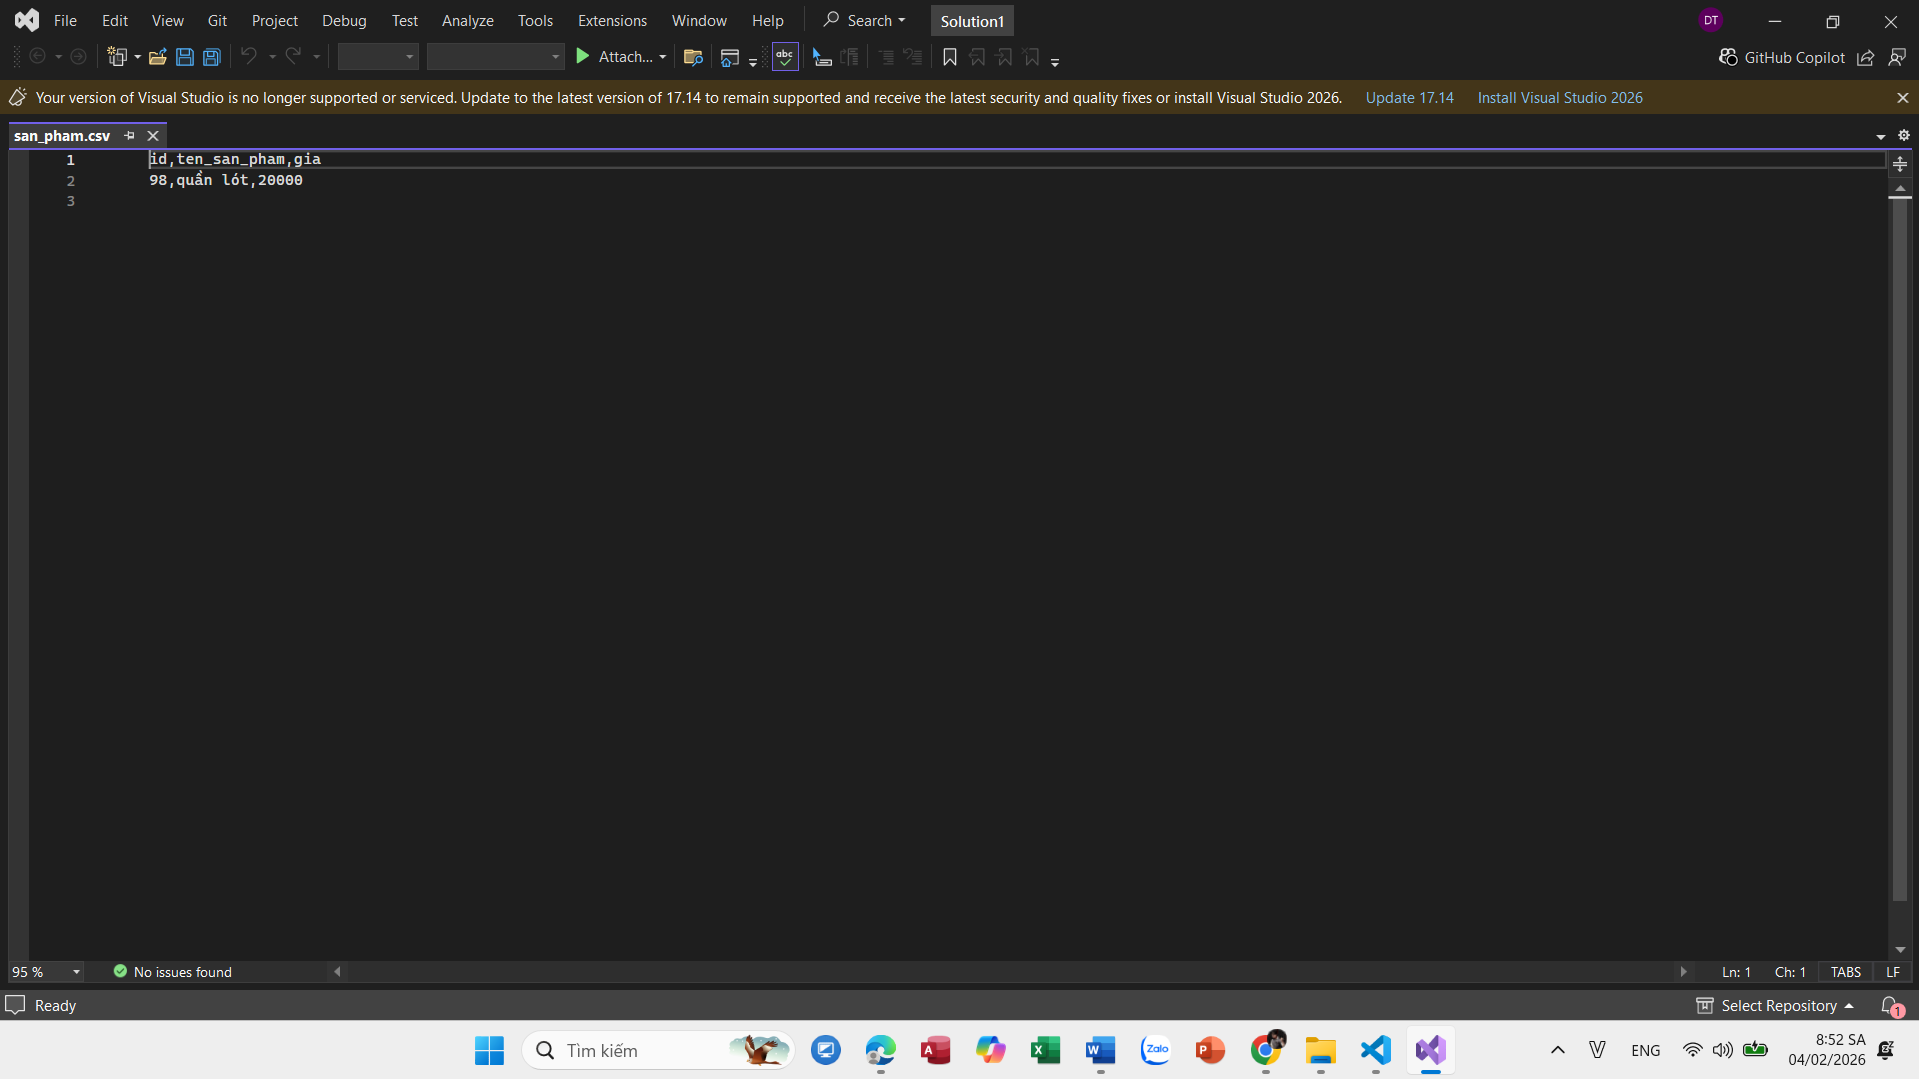 File Edit View Git Project Debug Test Analyze Tools Extensions Window Help Search Solution1 DT
Attach... abc GitHub Copilot
Your version of Visual Studio is no longer supported or serviced. Update to the latest version of 17.14 to remain supported and receive the latest security and quality fixes or install Visual Studio 2026. Update 17.14 Install Visual Studio 2026
san_pham.csv
1 id,ten_san_pham,gia
2 98,quần lót,20000
3
95 % No issues found Ln: 1 Ch: 1 TABS LF
Ready Select Repository 1
Tìm kiếm A X W Zalo P V ENG 8:52 SA
04/02/2026